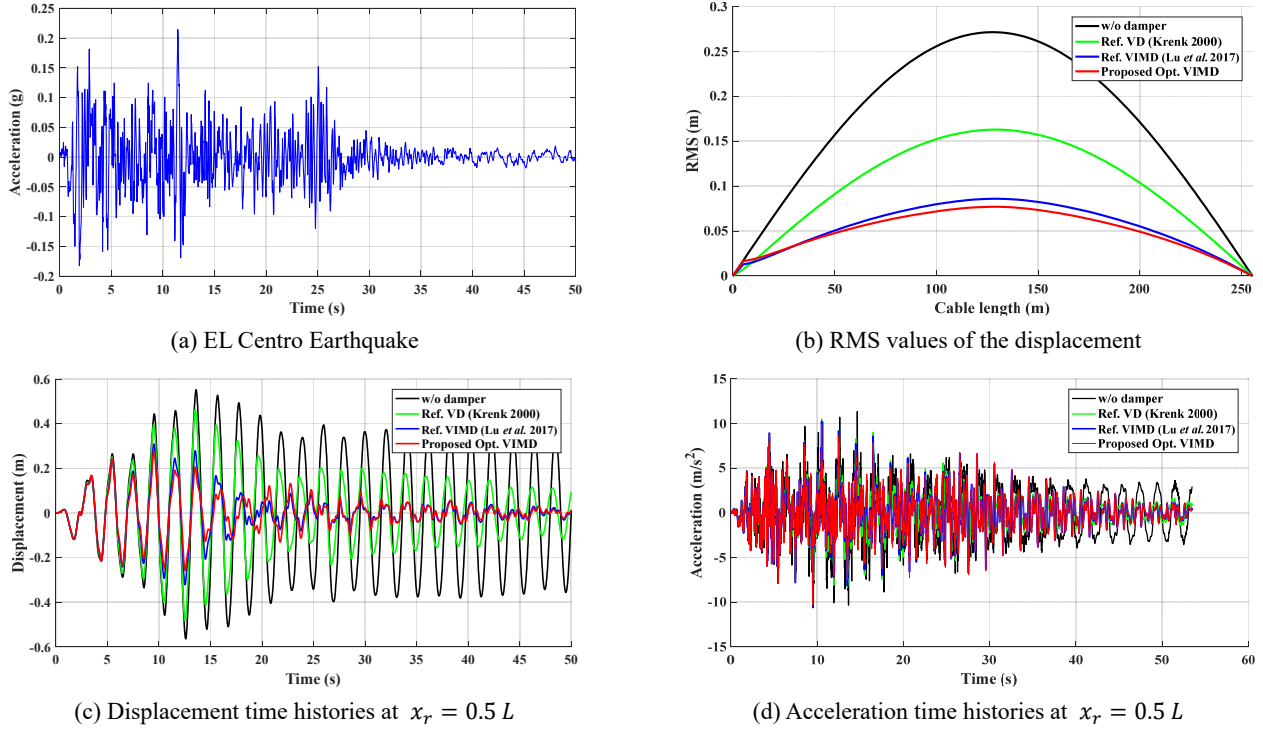 0.25
0.2
0.15
0.1
0.05
0
-0.05
-0.1
-0.15
-0.2
Acceleration (g)
0 5 10 15 20 25 30 35 40 45 50
Time (s)
(a) EL Centro Earthquake
0.3
0.25
0.2
0.15
0.1
0.05
0
RMS (m)
w/o damper
Ref. VD (Krenk 2000)
Ref. VIMD (Lu et al. 2017)
Proposed Opt. VIMD
0 50 100 150 200 250
Cable length (m)
(b) RMS values of the displacement
0.6
0.4
0.2
0
-0.2
-0.4
-0.6
Displacement (m)
w/o damper
Ref. VD (Krenk 2000)
Ref. VIMD (Lu et al. 2017)
Proposed Opt. VIMD
0 5 10 15 20 25 30 35 40 45 50
Time (s)
(c) Displacement time histories at x_r = 0.5 L
15
10
5
0
-5
-10
-15
Acceleration (m/s²)
w/o damper
Ref. VD (Krenk 2000)
Ref. VIMD (Lu et al. 2017)
Proposed Opt. VIMD
0 10 20 30 40 50 60
Time (s)
(d) Acceleration time histories at x_r = 0.5 L